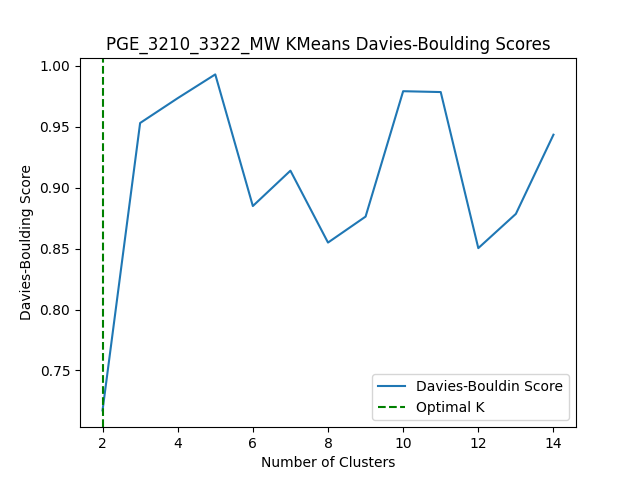 PGE_3210_3322_MW KMeans Davies-Boulding Scores
1.00
0.95
0.90
0.85
0.80
0.75
Davies-Boulding Score
Davies-Bouldin Score
Optimal K
2 4 6 8 10 12 14
Number of Clusters